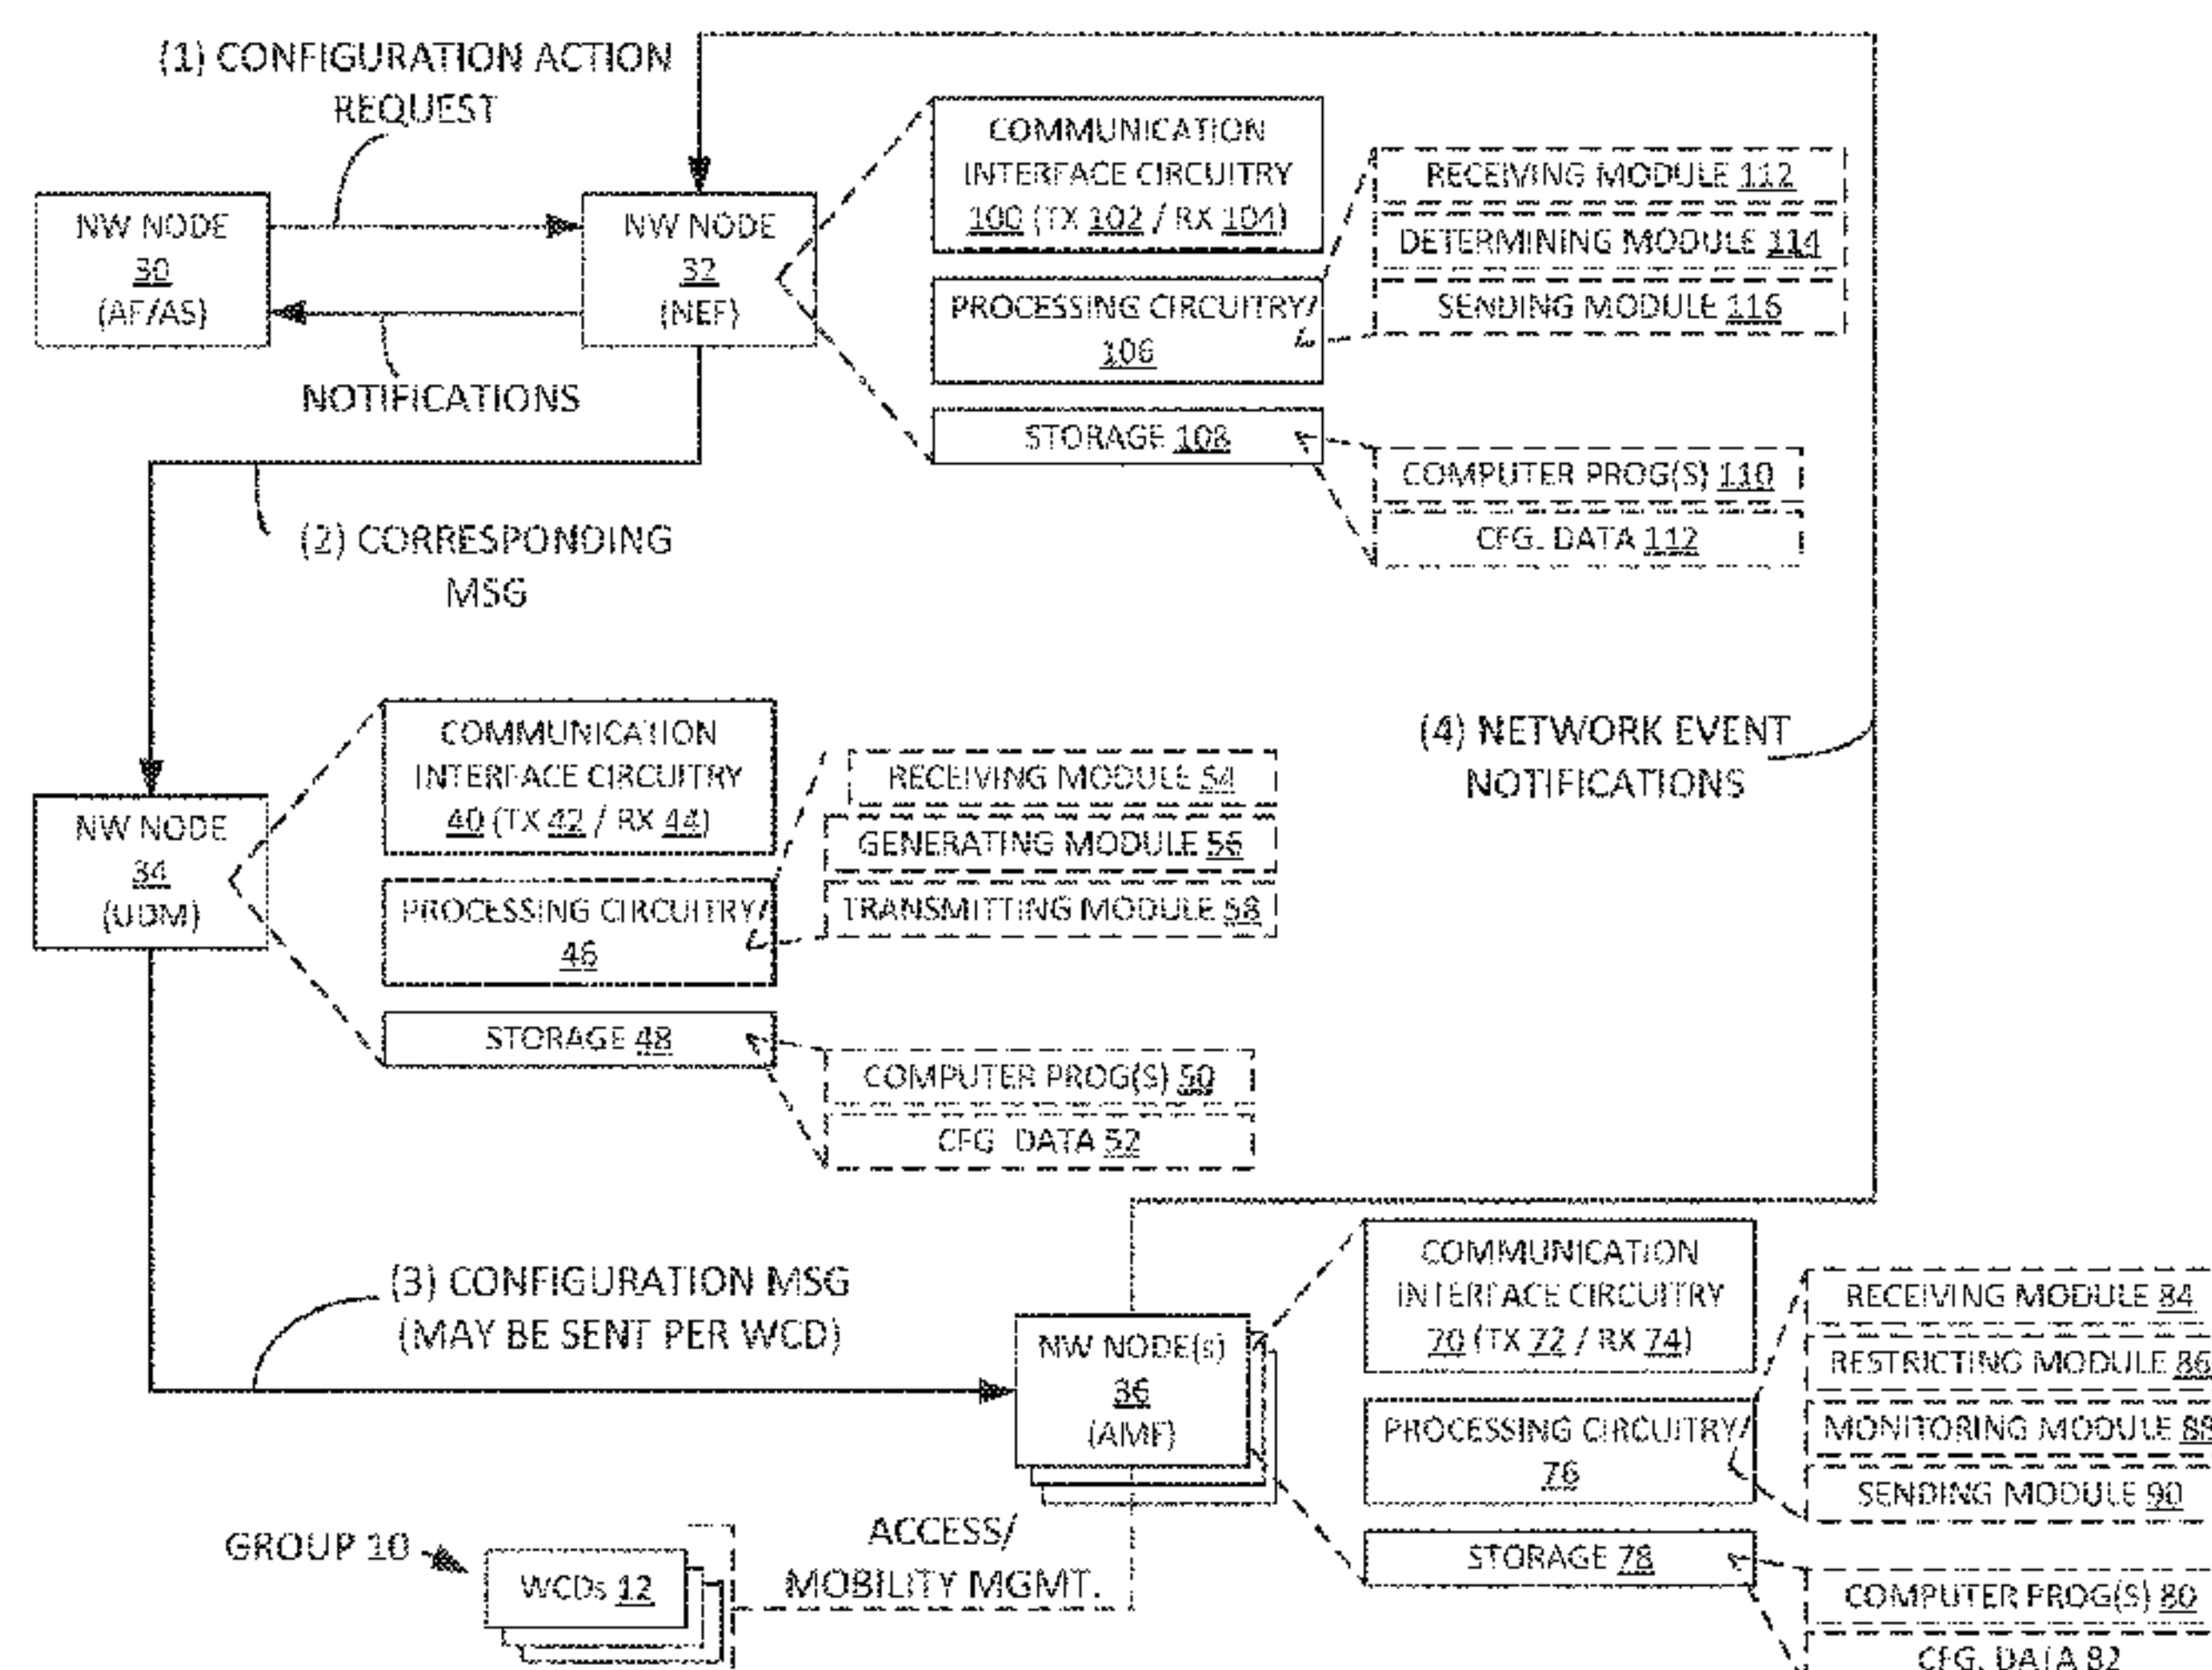 (1) CONFIGURATION ACTION
REQUEST
NW NODE
30
(AF/AS)
NW NODE
32
(NEF)
NOTIFICATIONS
COMMUNICATION
INTERFACE CIRCUITRY
100 (TX 102 / RX 104)
PROCESSING CIRCUITRY/
106
STORAGE 108
RECEIVING MODULE 112
DETERMINING MODULE 114
SENDING MODULE 116
COMPUTER PROG(S) 110
CFG. DATA 112
(2) CORRESPONDING
MSG
NW NODE
34
(UDM)
COMMUNICATION
INTERFACE CIRCUITRY
40 (TX 42 / RX 44)
PROCESSING CIRCUITRY/
46
STORAGE 48
RECEIVING MODULE 54
GENERATING MODULE 56
TRANSMITTING MODULE 58
COMPUTER PROG(S) 50
CFG. DATA 52
(4) NETWORK EVENT
NOTIFICATIONS
(3) CONFIGURATION MSG
(MAY BE SENT PER WCD)
NW NODE(s)
36
(AMF)
COMMUNICATION
INTERFACE CIRCUITRY
70 (TX 72 / RX 74)
PROCESSING CIRCUITRY/
76
STORAGE 78
RECEIVING MODULE 84
RESTRICTING MODULE 86
MONITORING MODULE 88
SENDING MODULE 90
COMPUTER PROG(S) 80
CFG. DATA 82
GROUP 10
WCDs 12
ACCESS/
MOBILITY MGMT.